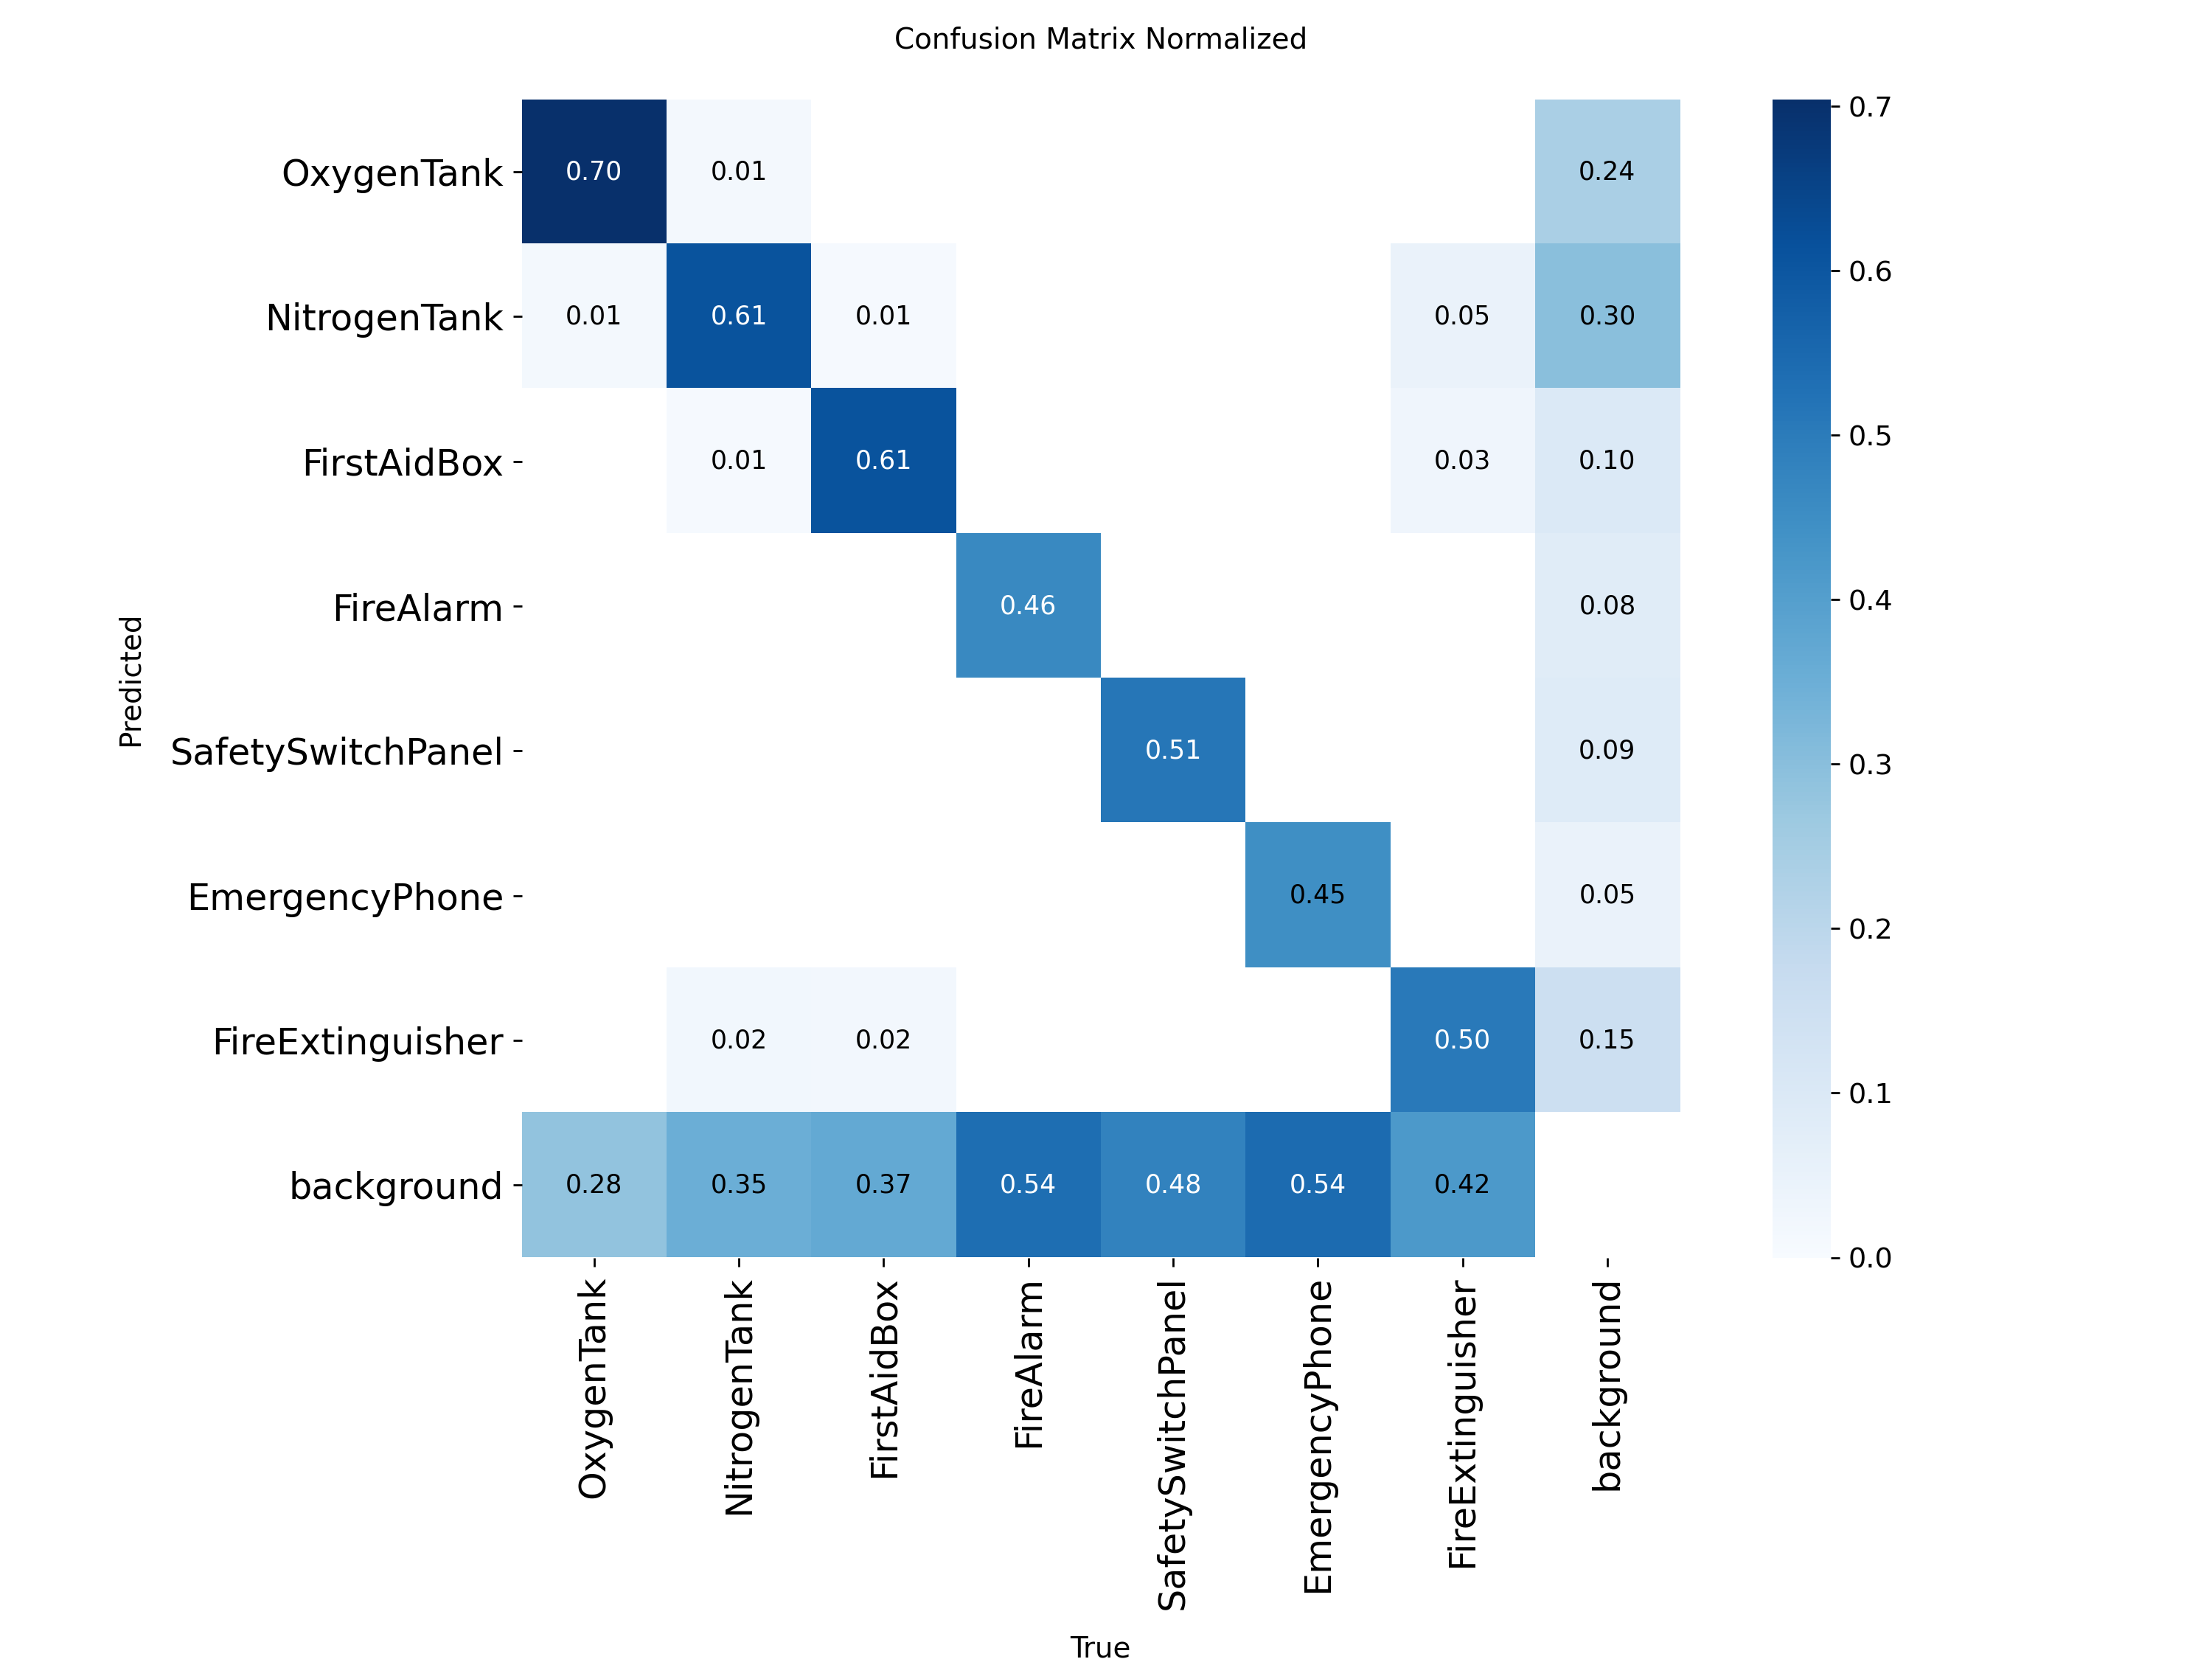 Confusion Matrix Normalized
OxygenTank 0.70 0.01 0.24 0.7
0.6
NitrogenTank 0.01 0.61 0.01 0.05 0.30
FirstAidBox 0.01 0.61 0.03 0.10
0.5
FireAlarm 0.46 0.08
0.4
Predicted
SafetySwitchPanel 0.51 0.09
0.3
EmergencyPhone 0.45 0.05
0.2
FireExtinguisher 0.02 0.02 0.50 0.15
0.1
background 0.28 0.35 0.37 0.54 0.48 0.54 0.42
0.0
OxygenTank
NitrogenTank
FirstAidBox
FireAlarm
SafetySwitchPanel
EmergencyPhone
FireExtinguisher
background
True